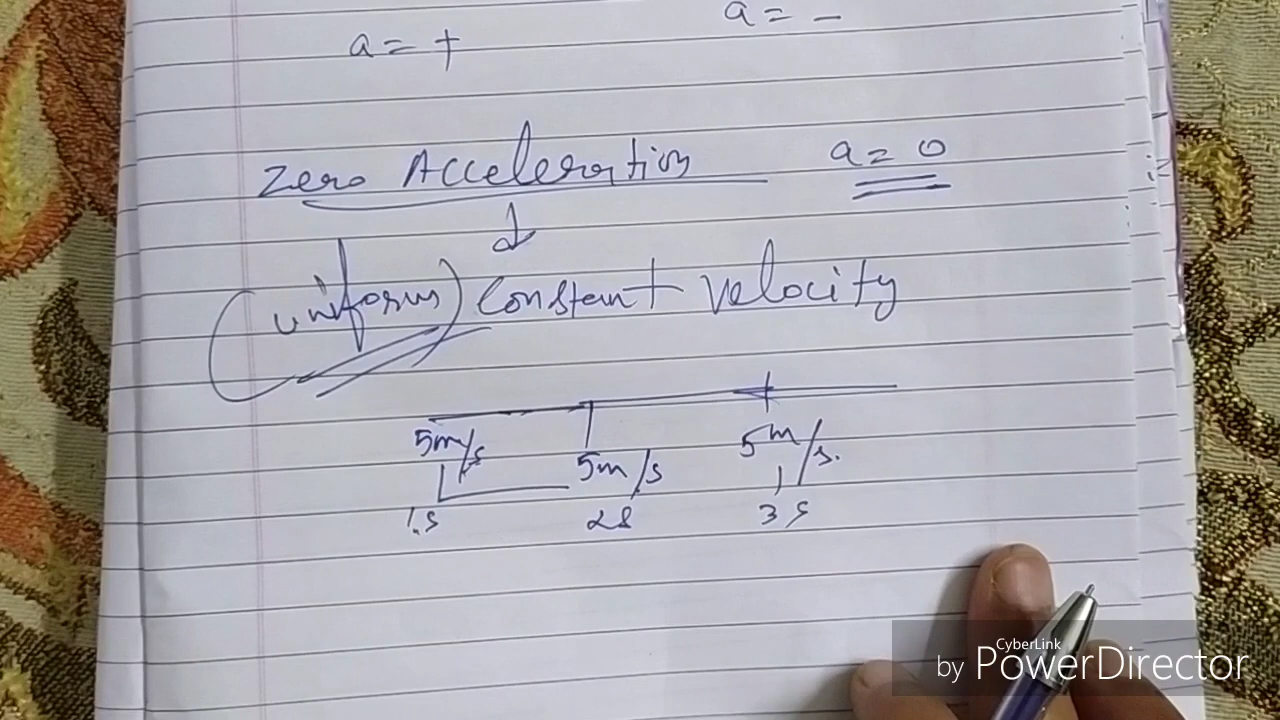 a = -
a = +
Zero Acceleration a = 0
(uniform) Constant velocity
5m/s 5m/s 5m/s.
1s 2s 3s
CyberLink
by PowerDirector